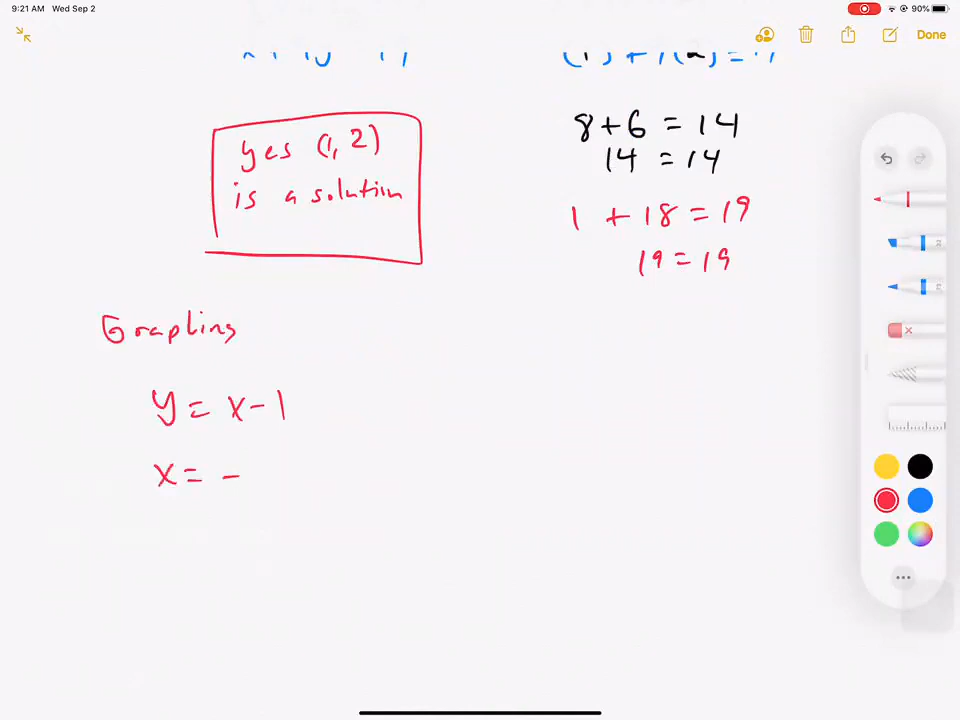 9:21 AM Wed Sep 2
90%
Done
8 + 6 = 14
14 = 14
yes (1, 2)
is a solution
1 + 18 = 19
19 = 19
Graphing
y = x - 1
x = -